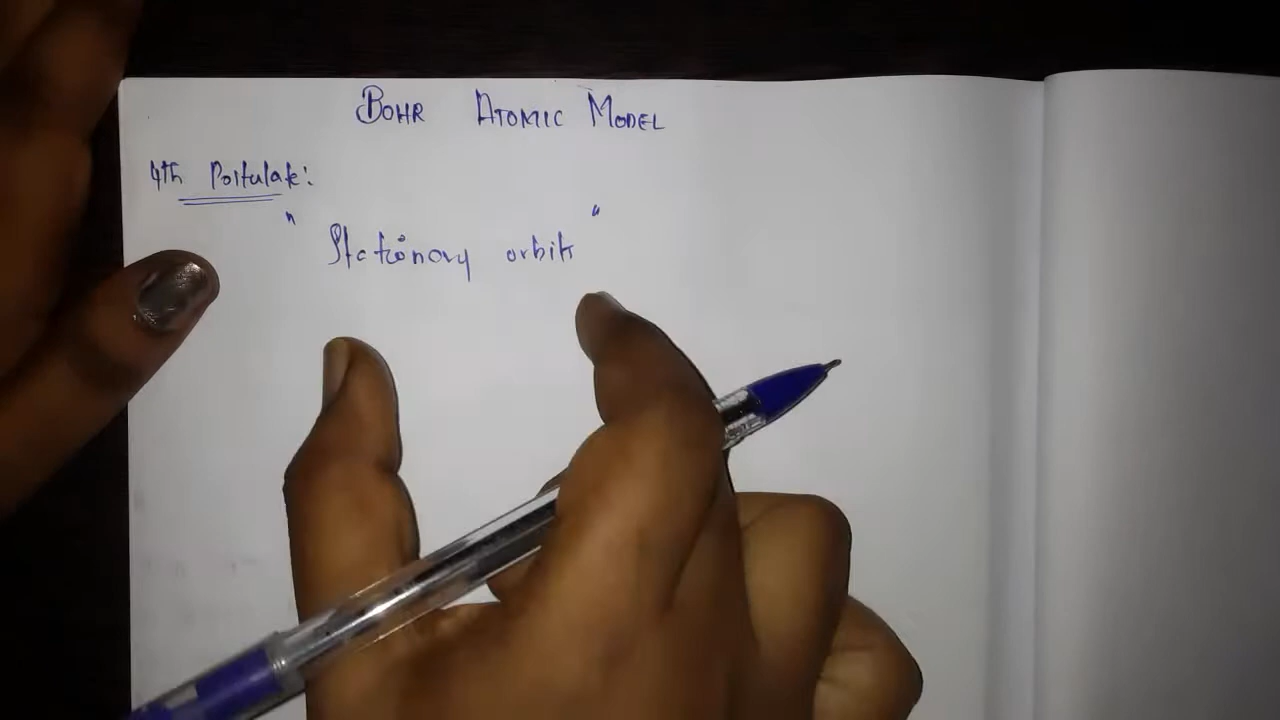 BOHR ATOMIC MODEL
4th Postulate:
" Stationary orbits "